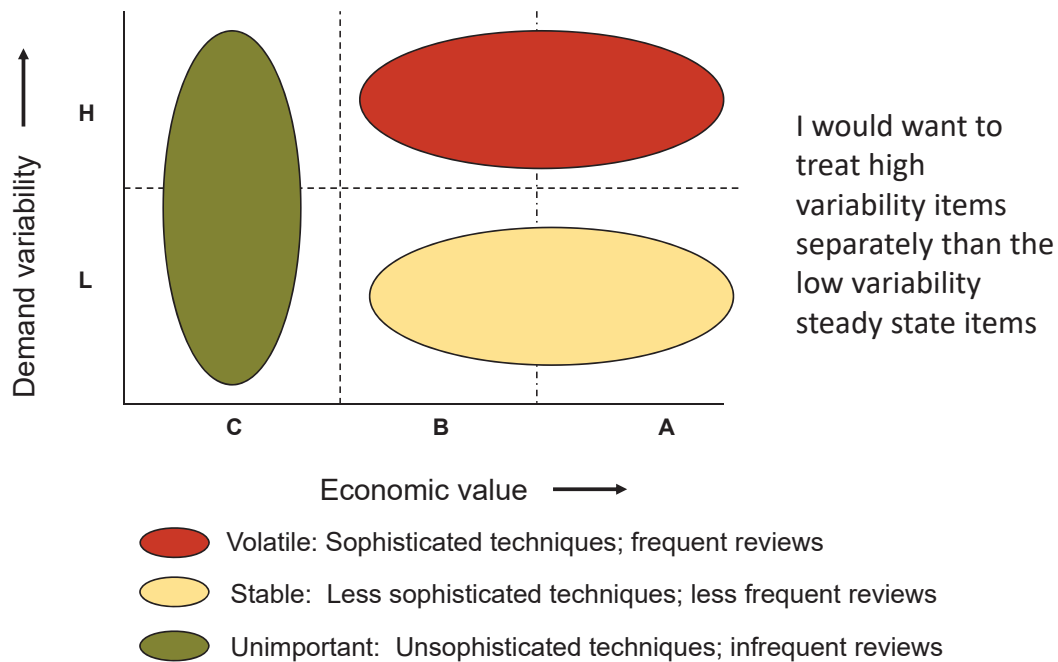 Demand variability
H
L
I would want to
treat high
variability items
separately than the
low variability
steady state items
C
B
A
Economic value
Volatile: Sophisticated techniques; frequent reviews
Stable: Less sophisticated techniques; less frequent reviews
Unimportant: Unsophisticated techniques; infrequent reviews